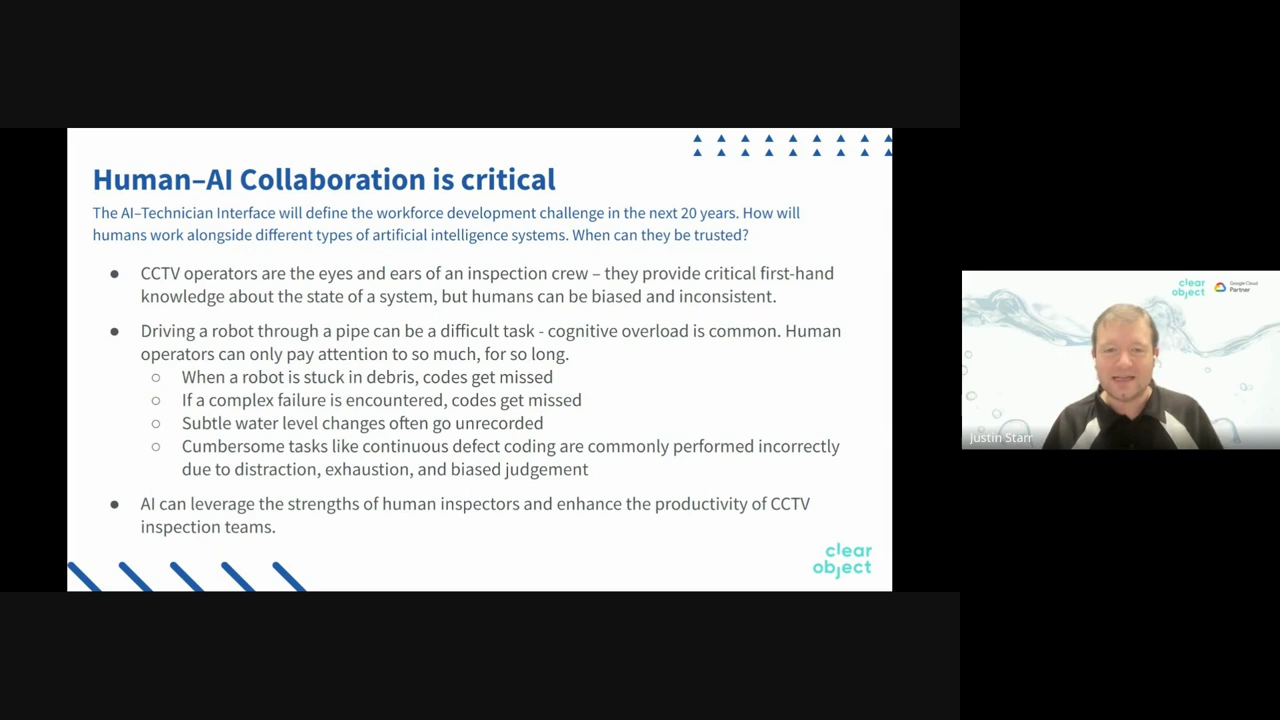 Human–AI Collaboration is critical
The AI–Technician Interface will define the workforce development challenge in the next 20 years. How will
humans work alongside different types of artificial intelligence systems. When can they be trusted?
● CCTV operators are the eyes and ears of an inspection crew – they provide critical first-hand
knowledge about the state of a system, but humans can be biased and inconsistent.
● Driving a robot through a pipe can be a difficult task - cognitive overload is common. Human
operators can only pay attention to so much, for so long.
○ When a robot is stuck in debris, codes get missed
○ If a complex failure is encountered, codes get missed
○ Subtle water level changes often go unrecorded
○ Cumbersome tasks like continuous defect coding are commonly performed incorrectly
due to distraction, exhaustion, and biased judgement
● AI can leverage the strengths of human inspectors and enhance the productivity of CCTV
inspection teams.
clear
object
clear
object
Google Cloud
Partner
Justin Starr